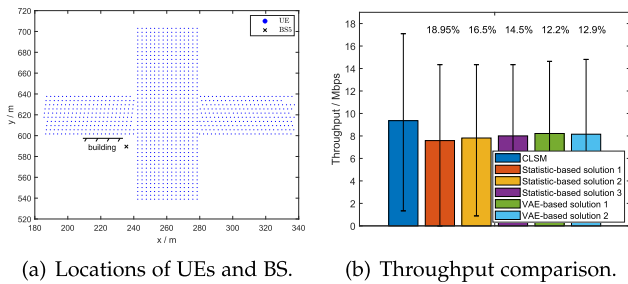 720
700
680
660
640
620
600
580
560
540
520
180 200 220 240 260 280 300 320 340
y / m
x / m
UE
BS5
building
(a) Locations of UEs and BS.
18
16
14
12
10
8
6
4
2
0
Throughput / Mbps
18.95% 16.5% 14.5% 12.2% 12.9%
CLSM
Statistic-based solution 1
Statistic-based solution 2
Statistic-based solution 3
VAE-based solution 1
VAE-based solution 2
(b) Throughput comparison.